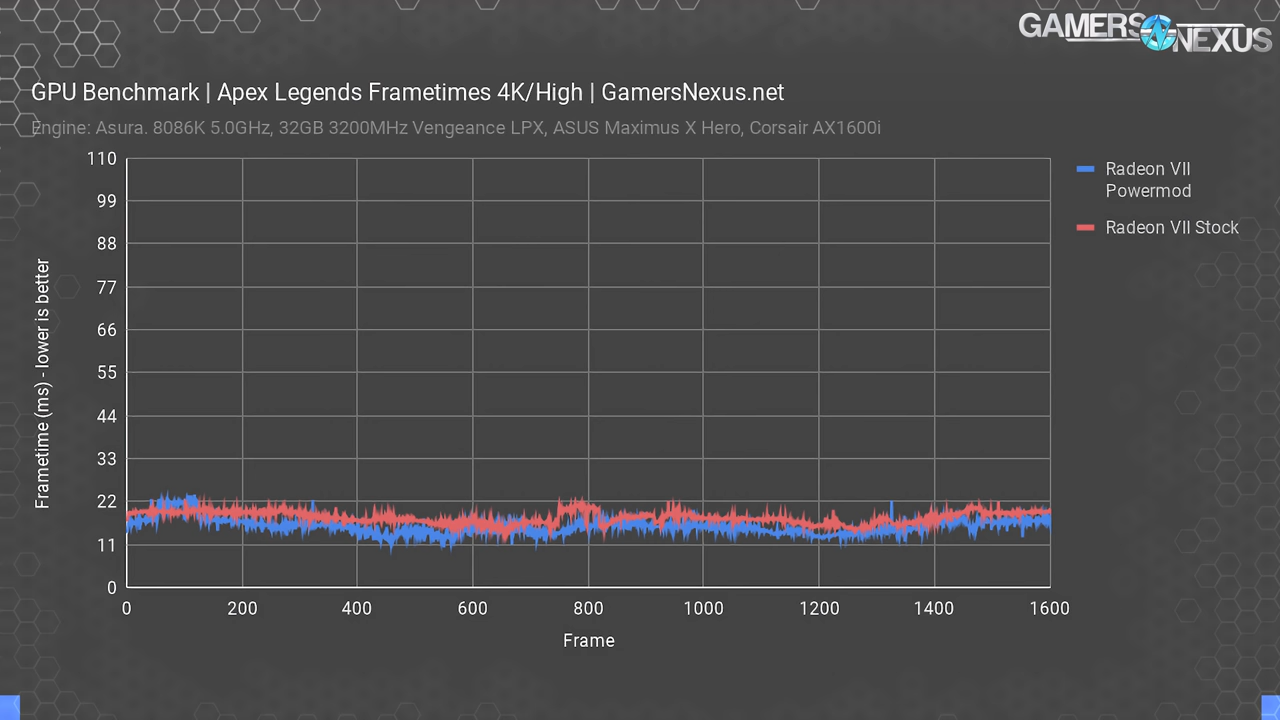 GAMERS NEXUS
GPU Benchmark | Apex Legends Frametimes 4K/High | GamersNexus.net
Engine: Asura. 8086K 5.0GHz, 32GB 3200MHz Vengeance LPX, ASUS Maximus X Hero, Corsair AX1600i
110
99
88
77
66
55
44
33
22
11
0
Frametime (ms) - lower is better
0 200 400 600 800 1000 1200 1400 1600
Frame
Radeon VII
Powermod
Radeon VII Stock